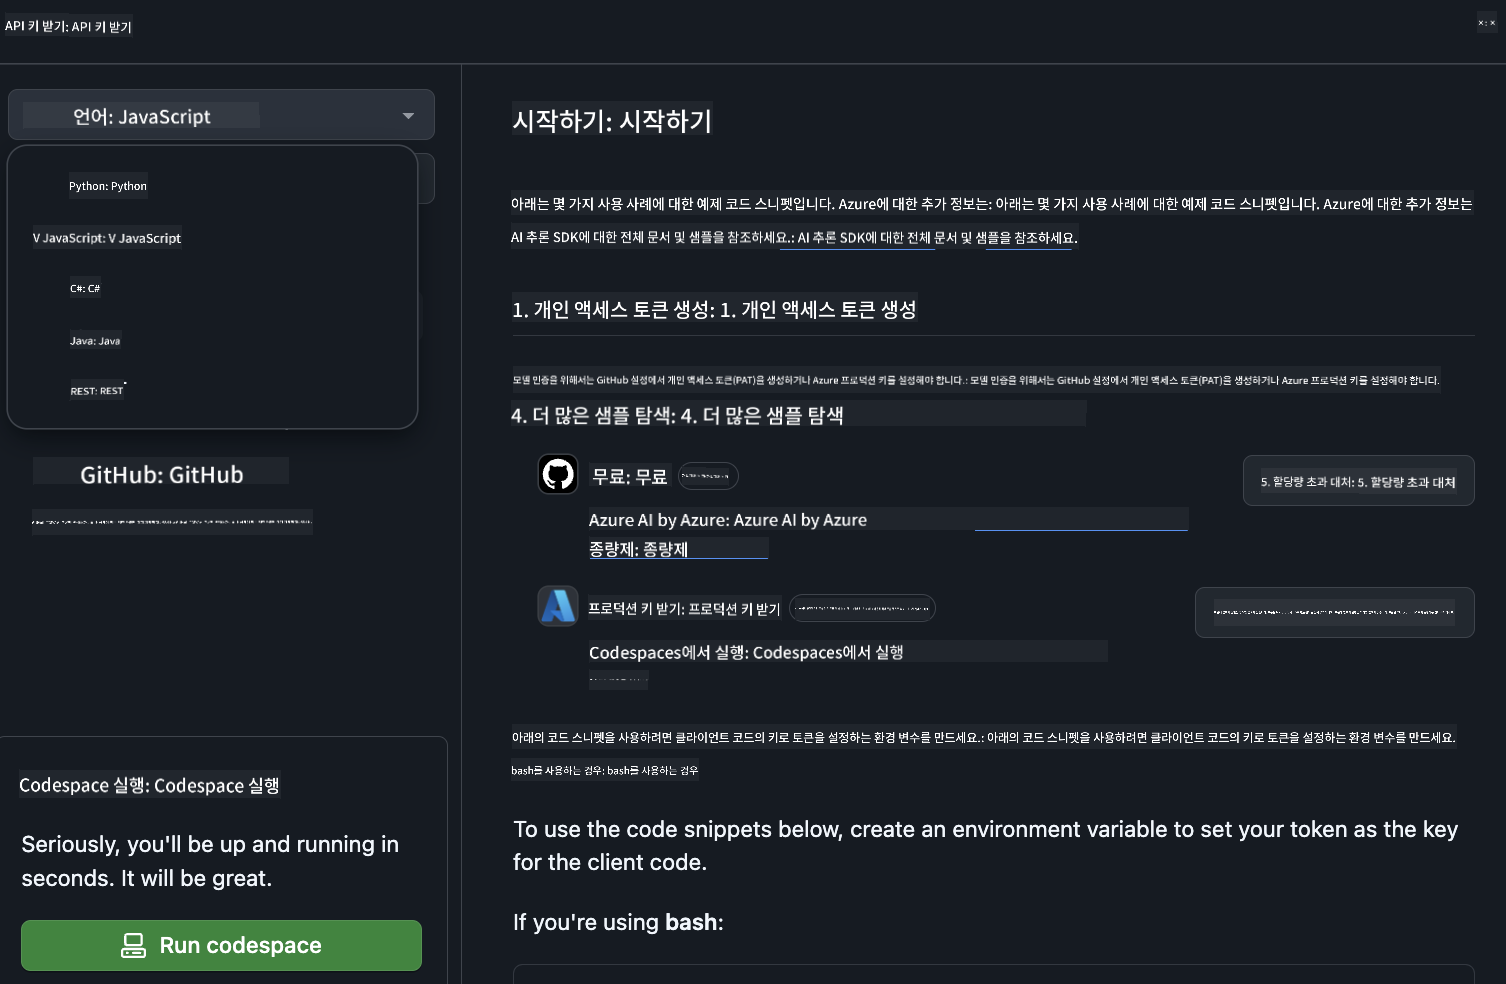 API 키 받기: API 키 받기
×: ×
언어: JavaScript
Python: Python
V JavaScript: V JavaScript
C#: C#
Java: Java
REST: REST
GitHub: GitHub
Codespace 실행: Codespace 실행
Seriously, you'll be up and running in
seconds. It will be great.
Run codespace
시작하기: 시작하기
아래는 몇 가지 사용 사례에 대한 예제 코드 스니펫입니다. Azure에 대한 추가 정보는: 아래는 몇 가지 사용 사례에 대한 예제 코드 스니펫입니다. Azure에 대한 추가 정보는
AI 추론 SDK에 대한 전체 문서 및 샘플을 참조하세요.: AI 추론 SDK에 대한 전체 문서 및 샘플을 참조하세요.
1. 개인 액세스 토큰 생성: 1. 개인 액세스 토큰 생성
모델 인증을 위해서는 GitHub 설정에서 개인 액세스 토큰(PAT)을 생성하거나 Azure 프로덕션 키를 설정해야 합니다.: 모델 인증을 위해서는 GitHub 설정에서 개인 액세스 토큰(PAT)을 생성하거나 Azure 프로덕션 키를 설정해야 합니다.
4. 더 많은 샘플 탐색: 4. 더 많은 샘플 탐색
무료: 무료
5. 할당량 초과 대처: 5. 할당량 초과 대처
Azure AI by Azure: Azure AI by Azure
종량제: 종량제
프로덕션 키 받기: 프로덕션 키 받기
Codespaces에서 실행: Codespaces에서 실행
아래의 코드 스니펫을 사용하려면 클라이언트 코드의 키로 토큰을 설정하는 환경 변수를 만드세요.: 아래의 코드 스니펫을 사용하려면 클라이언트 코드의 키로 토큰을 설정하는 환경 변수를 만드세요.
bash를 사용하는 경우: bash를 사용하는 경우
To use the code snippets below, create an environment variable to set your token as the key
for the client code.
If you're using bash: